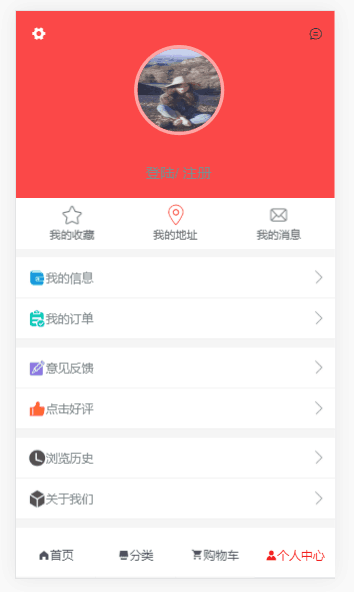 登陆/ 注册
我的收藏 我的地址 我的消息
我的信息
我的订单
意见反馈
点击好评
浏览历史
关于我们
首页 分类 购物车 个人中心